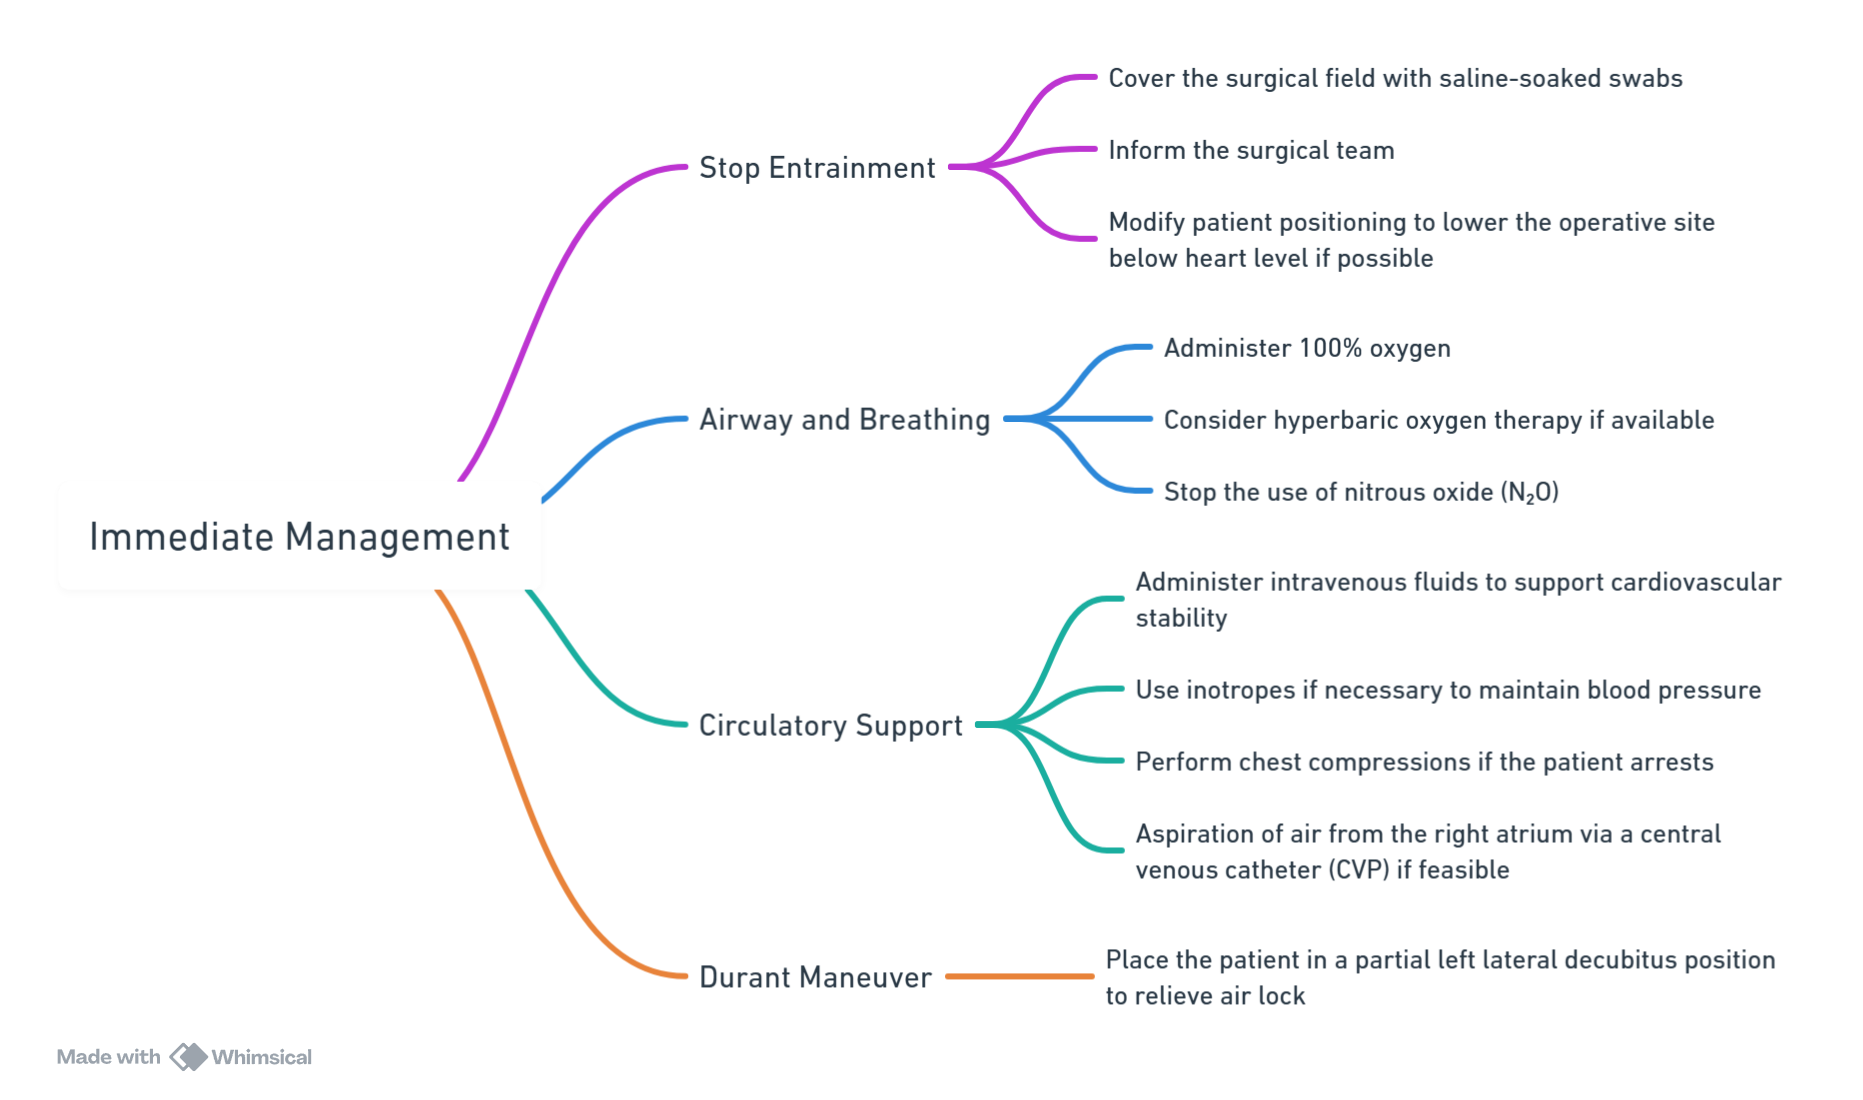 Immediate Management
Stop Entrainment
Cover the surgical field with saline-soaked swabs
Inform the surgical team
Modify patient positioning to lower the operative site
below heart level if possible
Airway and Breathing
Administer 100% oxygen
Consider hyperbaric oxygen therapy if available
Stop the use of nitrous oxide (N₂O)
Circulatory Support
Administer intravenous fluids to support cardiovascular
stability
Use inotropes if necessary to maintain blood pressure
Perform chest compressions if the patient arrests
Aspiration of air from the right atrium via a central
venous catheter (CVP) if feasible
Durant Maneuver
Place the patient in a partial left lateral decubitus position
to relieve air lock
Made with Whimsical